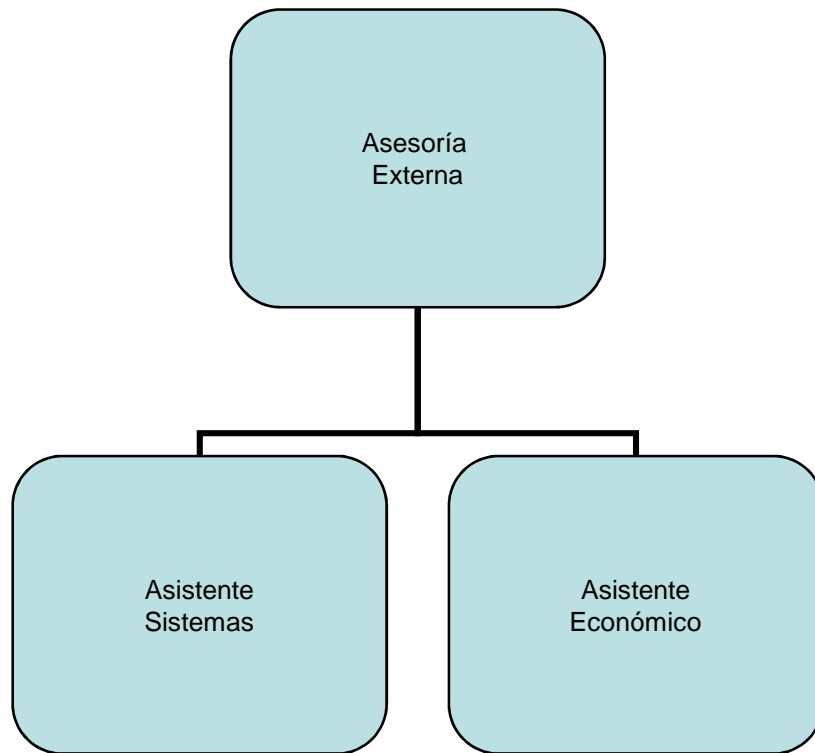 Asesoría
Externa
Asistente
Sistemas
Asistente
Económico